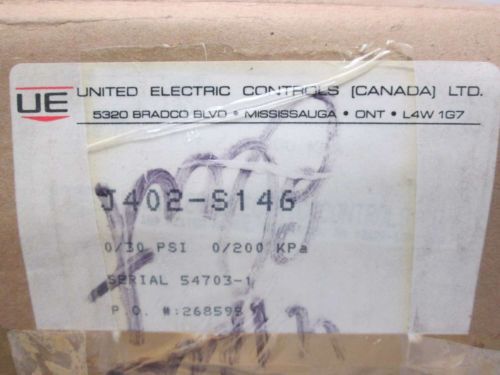 UE UNITED ELECTRIC CONTROLS (CANADA) LTD.
5320 BRADCO BLVD • MISSISSAUGA • ONT • L4W 1G7
J402-S146
0/30 PSI 0/200 KPa
SERIAL 54703-1
P.O. #:268595